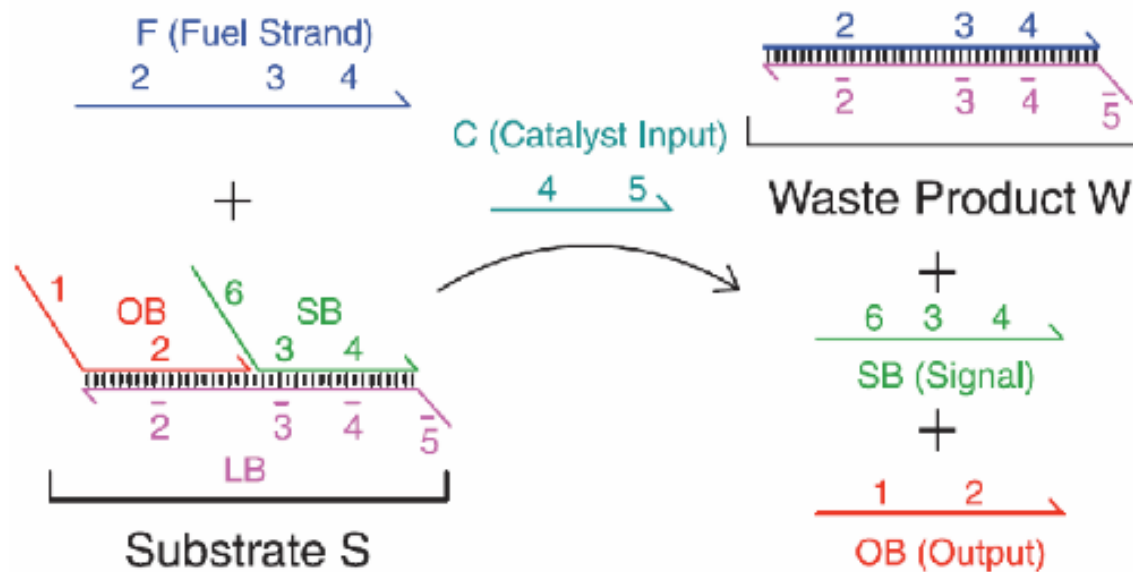 F (Fuel Strand)
2 3 4
+
1 OB 6 SB
2 3 4
2̄ 3̄ 4̄ 5̄
LB
Substrate S
C (Catalyst Input)
4 5
2 3 4
2̄ 3̄ 4̄ 5̄
Waste Product W
+
6 3 4
SB (Signal)
+
1 2
OB (Output)